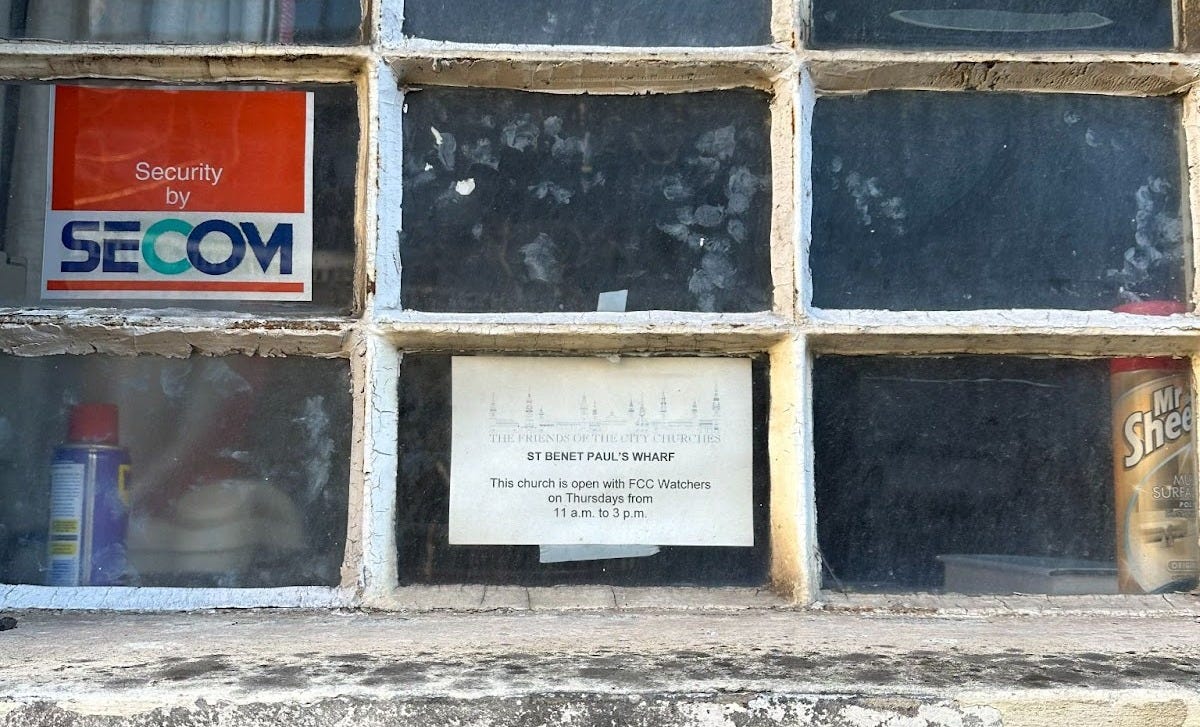 Security
by
SECOM
THE FRIENDS OF THE CITY CHURCHES
ST BENET PAUL'S WHARF
This church is open with FCC Watchers
on Thursdays from
11 a.m. to 3 p.m.
Mr